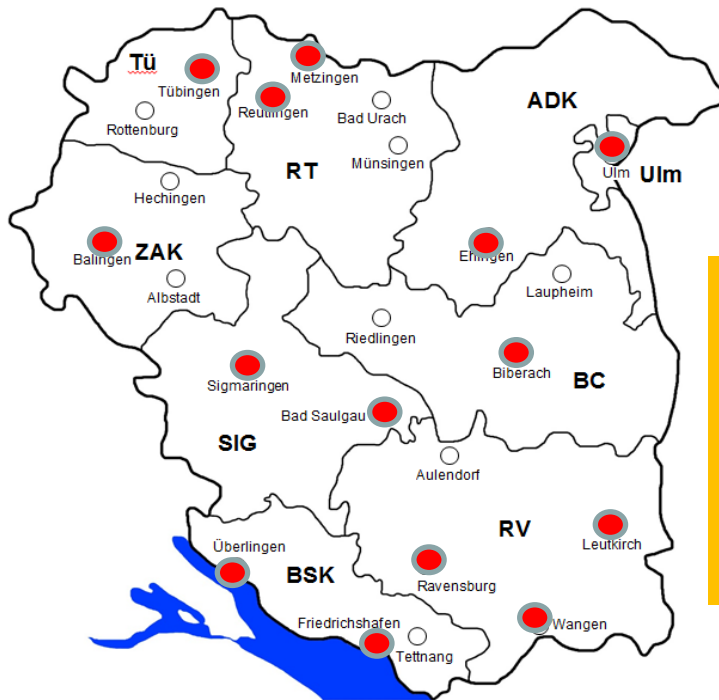 Tü
Tübingen
Rottenburg
Metzingen
Reutlingen
Bad Urach
Münsingen
RT
ADK
Ulm
Ulm
Hechingen
Balingen
ZAK
Albstadt
Ehingen
Laupheim
Riedlingen
Biberach
BC
Sigmaringen
Bad Saulgau
SIG
Aulendorf
RV
Leutkirch
Ravensburg
Wangen
Überlingen
BSK
Friedrichshafen
Tettnang